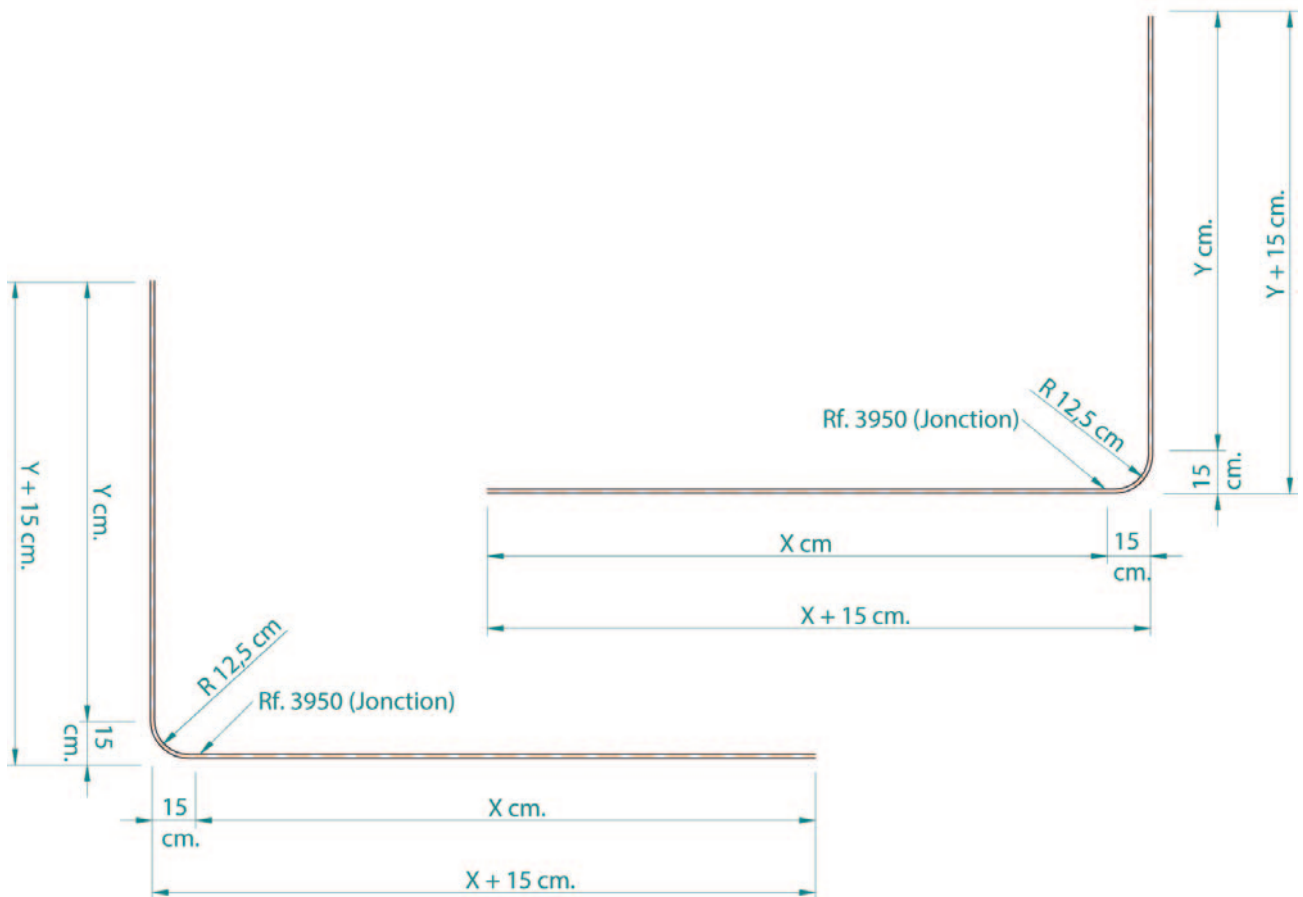 Y cm.
Y + 15 cm.
R 12,5 cm
Rf. 3950 (Jonction)
15
cm.
X cm
15
cm.
X + 15 cm.
Y + 15 cm.
Y cm.
R 12,5 cm
Rf. 3950 (Jonction)
15
cm.
15
cm.
X cm.
X + 15 cm.